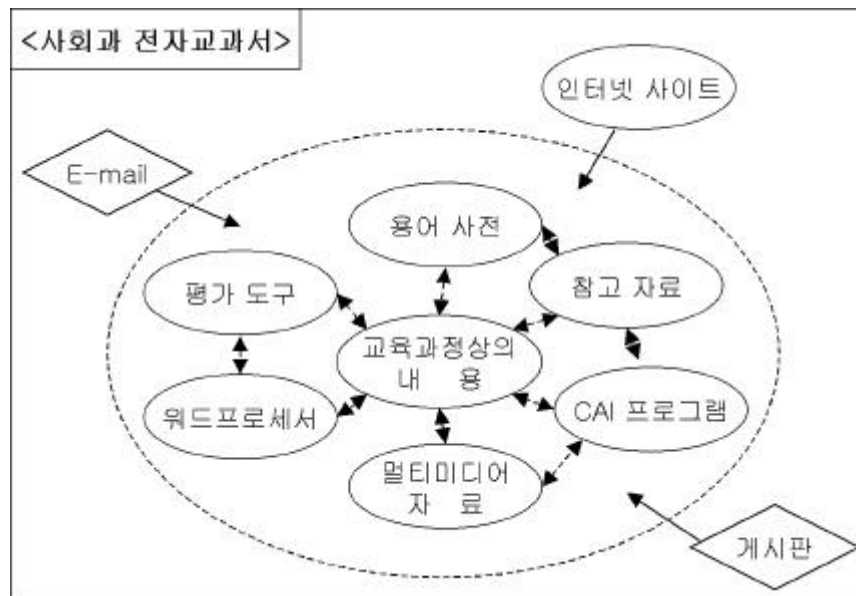 <사회과 전자교과서>
인터넷 사이트
E-mail
용어 사전
평가 도구
참고 자료
교육과정상의
내 용
워드프로세서
CAI 프로그램
멀티미디어
자 료
게시판